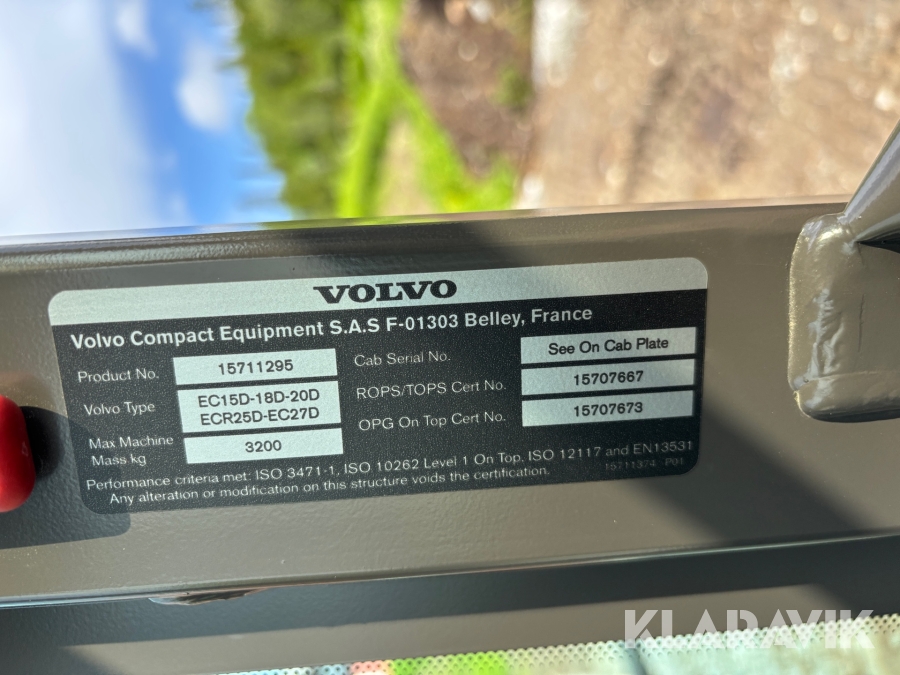 VOLVO
Volvo Compact Equipment S.A.S F-01303 Belley, France
Product No. 15711295
Volvo Type EC15D-18D-20D
ECR25D-EC27D
Max Machine
Mass kg 3200
Cab Serial No. See On Cab Plate
ROPS/TOPS Cert No. 15707667
OPG On Top Cert No. 15707673
Performance criteria met: ISO 3471-1, ISO 10262 Level 1 On Top, ISO 12117 and EN13531
Any alteration or modification on this structure voids the certification.
15711374 P01
KLARAVIK